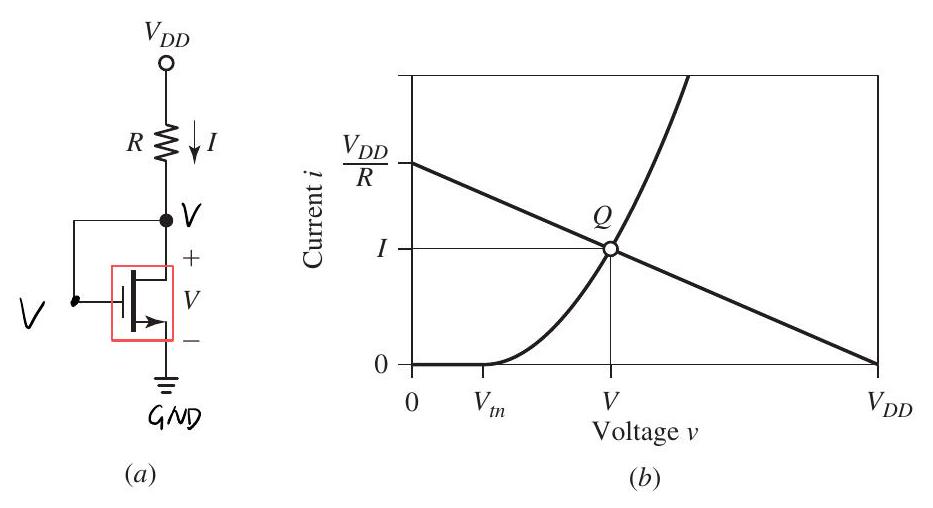 V_DD
R
I
V
+
V
−
V
GND
(a)
Current i
V_DD
R
I
0
Q
0
V_tn
V
V_DD
Voltage v
(b)